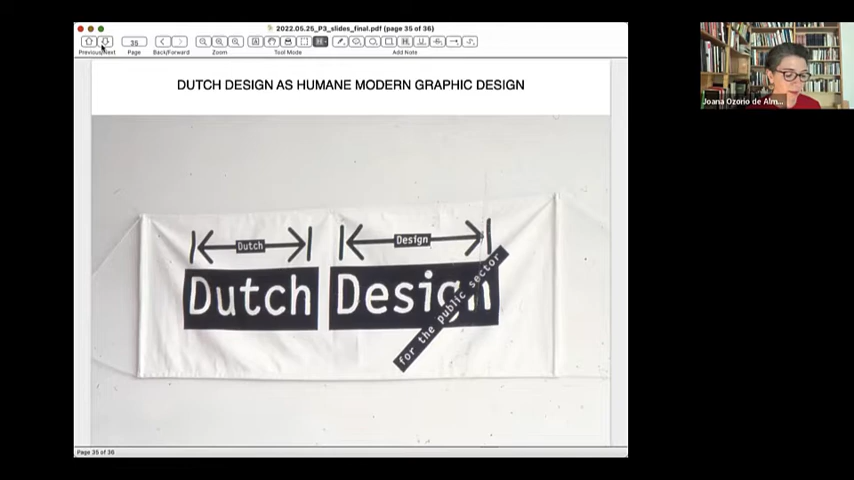 2022.05.25_P3_slides_final.pdf (page 35 of 36)
35
Previous/Next
Page
Back/Forward
Zoom
Tool Mode
Add Note
DUTCH DESIGN AS HUMANE MODERN GRAPHIC DESIGN
Dutch
Design
Dutch Design
for the public sector
Page 35 of 36
Joana Ozorio de Alm...